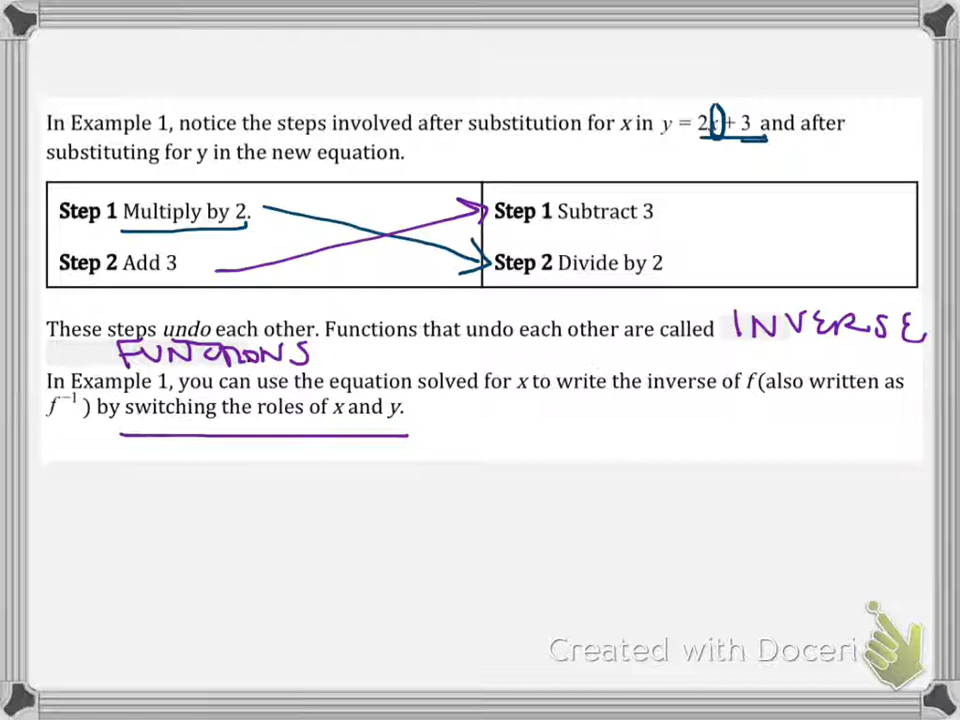 In Example 1, notice the steps involved after substitution for x in y = 2x + 3 and after
substituting for y in the new equation.
Step 1 Multiply by 2.
Step 2 Add 3
Step 1 Subtract 3
Step 2 Divide by 2
These steps undo each other. Functions that undo each other are called INVERSE
FUNCTIONS
In Example 1, you can use the equation solved for x to write the inverse of f(also written as
f⁻¹ ) by switching the roles of x and y.
Created with Doceri